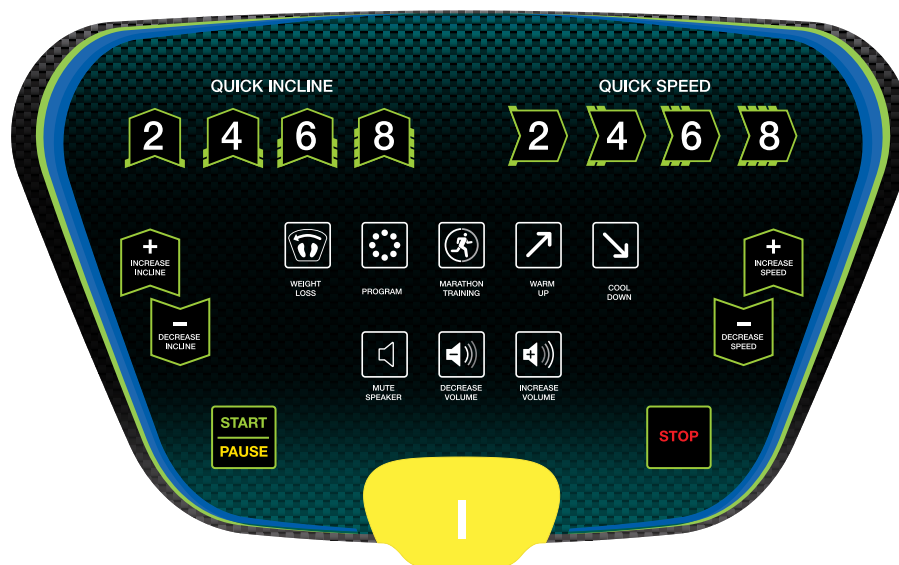 QUICK INCLINE
QUICK SPEED
2 4 6 8
2 4 6 8
+
INCREASE
INCLINE
-
DECREASE
INCLINE
WEIGHT
LOSS
PROGRAM
MARATHON
TRAINING
WARM
UP
COOL
DOWN
+
INCREASE
SPEED
-
DECREASE
SPEED
MUTE
SPEAKER
DECREASE
VOLUME
INCREASE
VOLUME
START
PAUSE
STOP